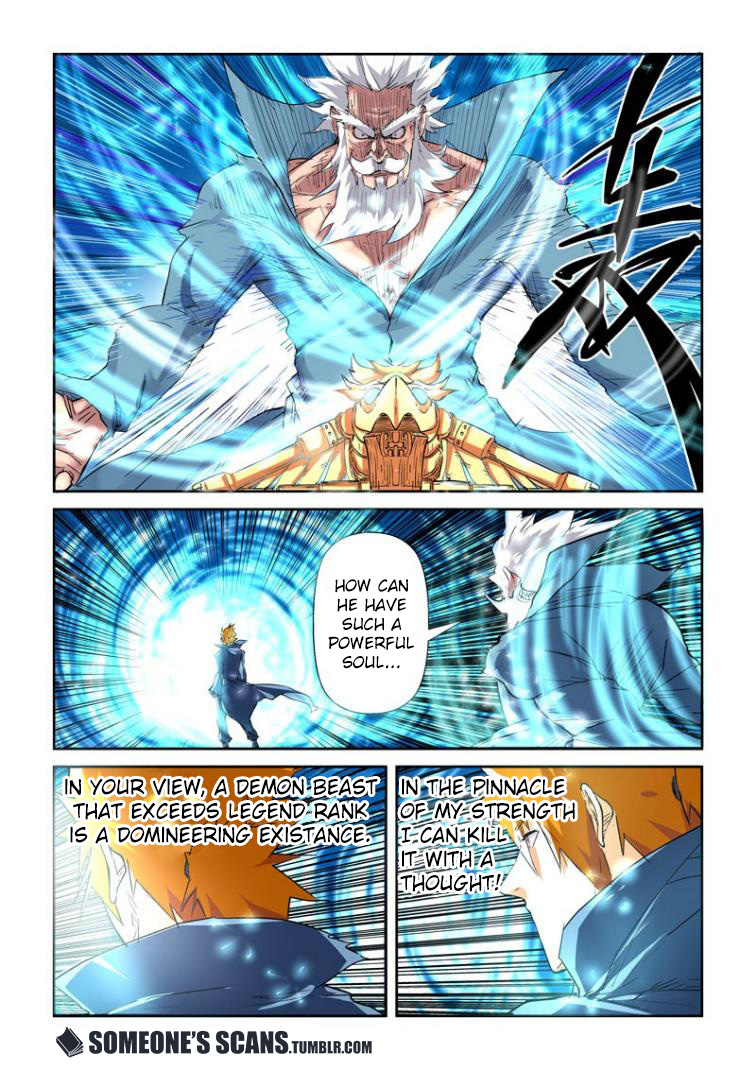 HOW CAN
HE HAVE
SUCH A
POWERFUL
SOUL...
IN YOUR VIEW, A DEMON BEAST
THAT EXCEEDS LEGEND RANK
IS A DOMINEERING EXISTANCE.
IN THE PINNACLE
OF MY STRENGTH
I CAN KILL
IT WITH A
THOUGHT!
SOMEONE'S SCANS.TUMBLR.COM